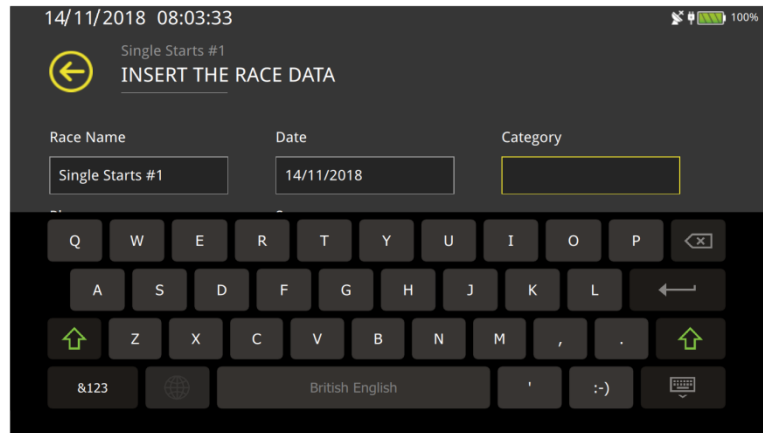 14/11/2018 08:03:33 100%
Single Starts #1
INSERT THE RACE DATA
Race Name Date Category
Single Starts #1 14/11/2018
Q W E R T Y U I O P
A S D F G H J K L
Z X C V B N M , .
&123 British English ' :-)